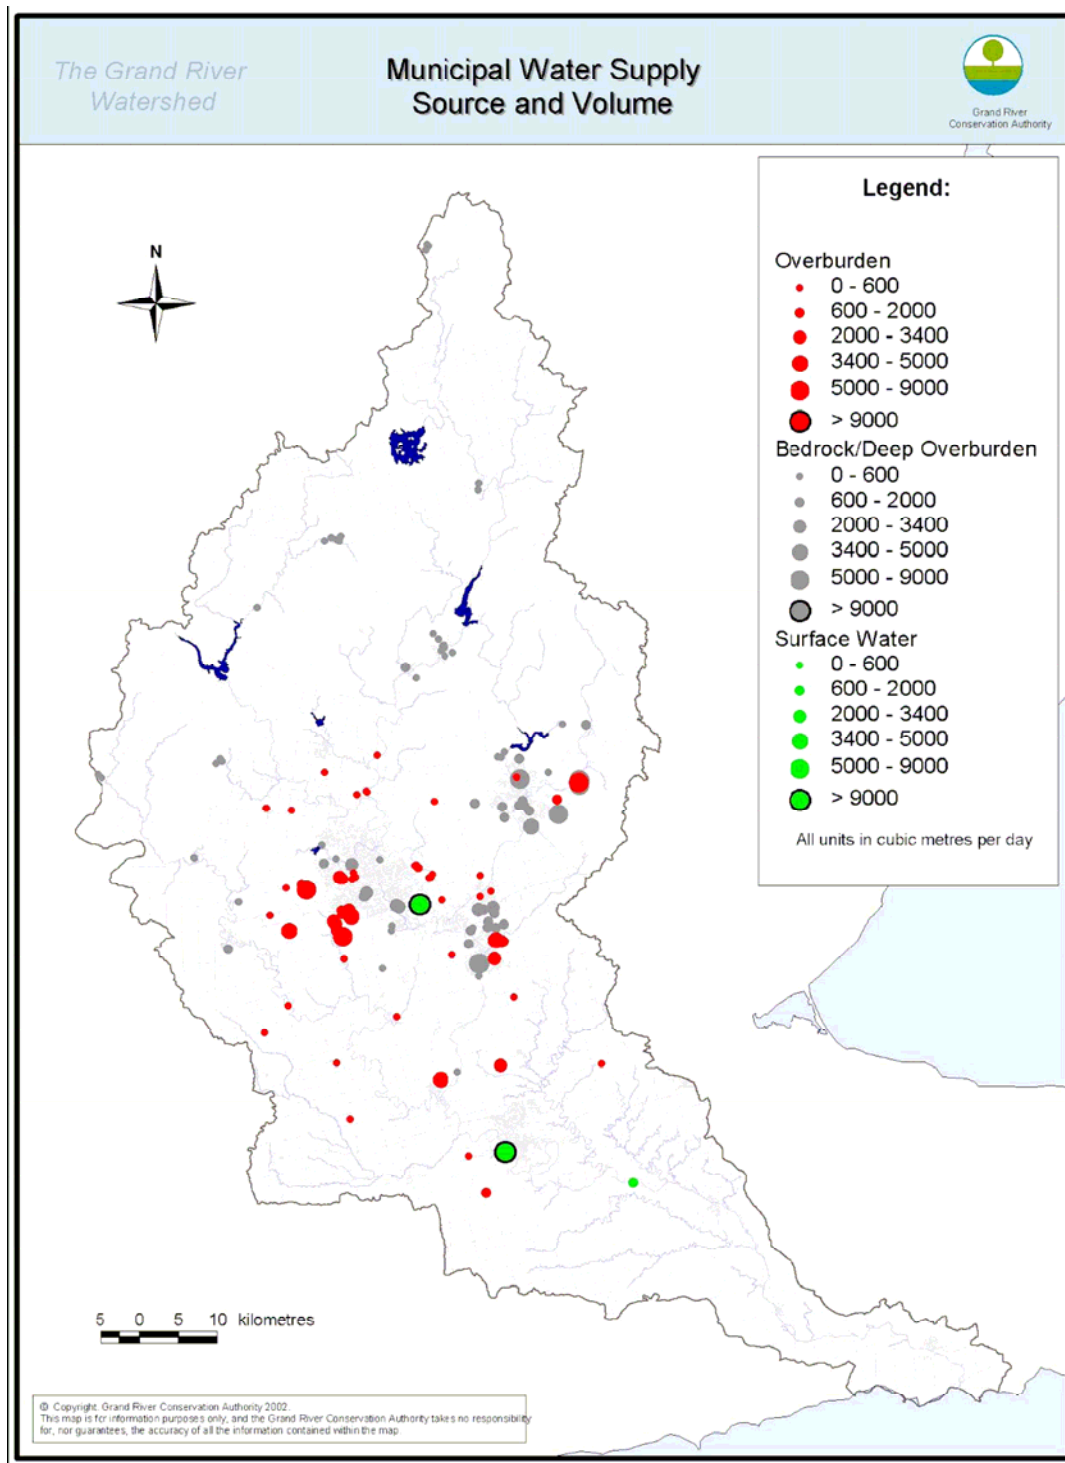 The Grand River
Watershed
Municipal Water Supply
Source and Volume
Grand River
Conservation Authority
Legend:
N
Overburden
0 - 600
600 - 2000
2000 - 3400
3400 - 5000
5000 - 9000
> 9000
Bedrock/Deep Overburden
0 - 600
600 - 2000
2000 - 3400
3400 - 5000
5000 - 9000
> 9000
Surface Water
0 - 600
600 - 2000
2000 - 3400
3400 - 5000
5000 - 9000
> 9000
All units in cubic metres per day
5 0 5 10 kilometres
© Copyright. Grand River Conservation Authority 2002.
This map is for information purposes only, and the Grand River Conservation Authority takes no responsibility
for, nor guarantees, the accuracy of all the information contained within the map.